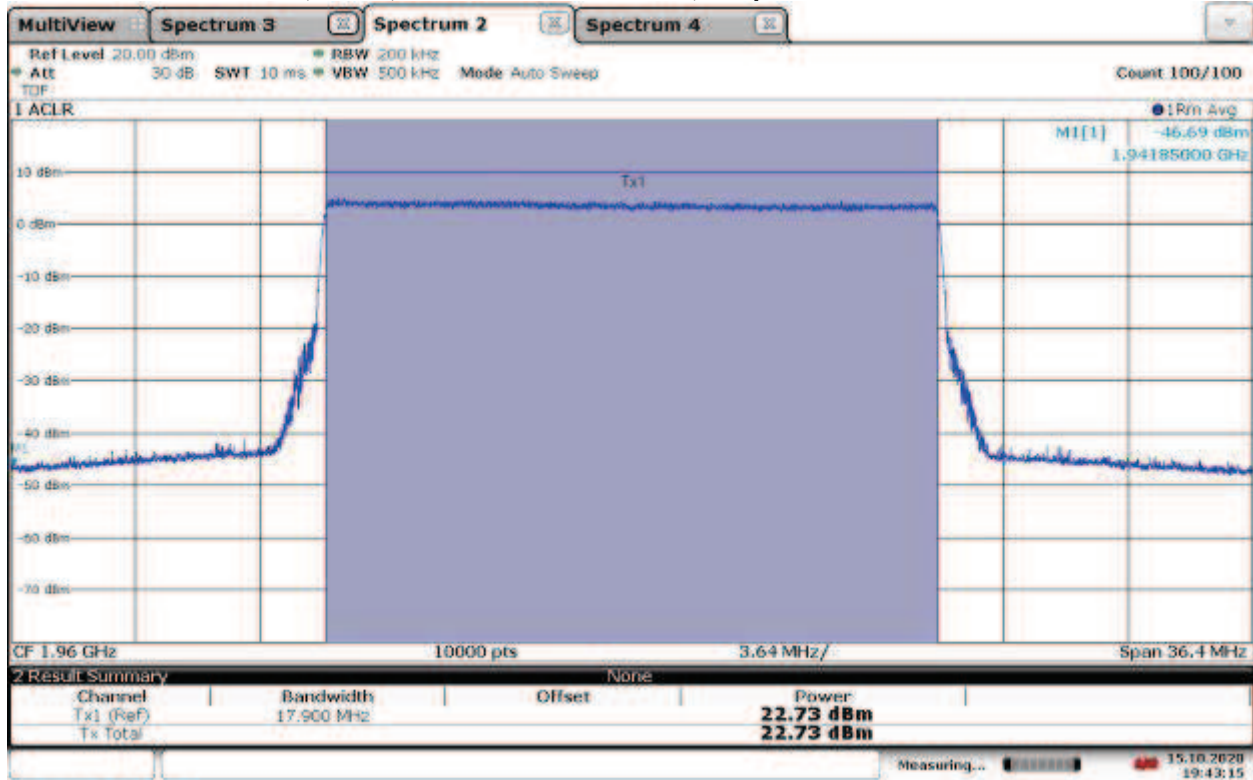 MultiView Spectrum 3 Spectrum 2 Spectrum 4
Ref Level 20.00 dBm RBW 200 kHz
Att 30 dB SWT 10 ms VBW 500 kHz Mode Auto Sweep Count 100/100
TDF
1 ACLR 1Rm Avg
M1[1] -46.69 dBm
1.94185000 GHz
10 dBm
Tx1
0 dBm
-10 dBm
-20 dBm
-30 dBm
-40 dBm
M1
-50 dBm
-60 dBm
-70 dBm
CF 1.96 GHz 10000 pts 3.64 MHz/ Span 36.4 MHz
2 Result Summary None
Channel Bandwidth Offset Power
Tx1 (Ref) 17.900 MHz 22.73 dBm
Tx Total 22.73 dBm
Measuring... 15.10.2020
19:43:15